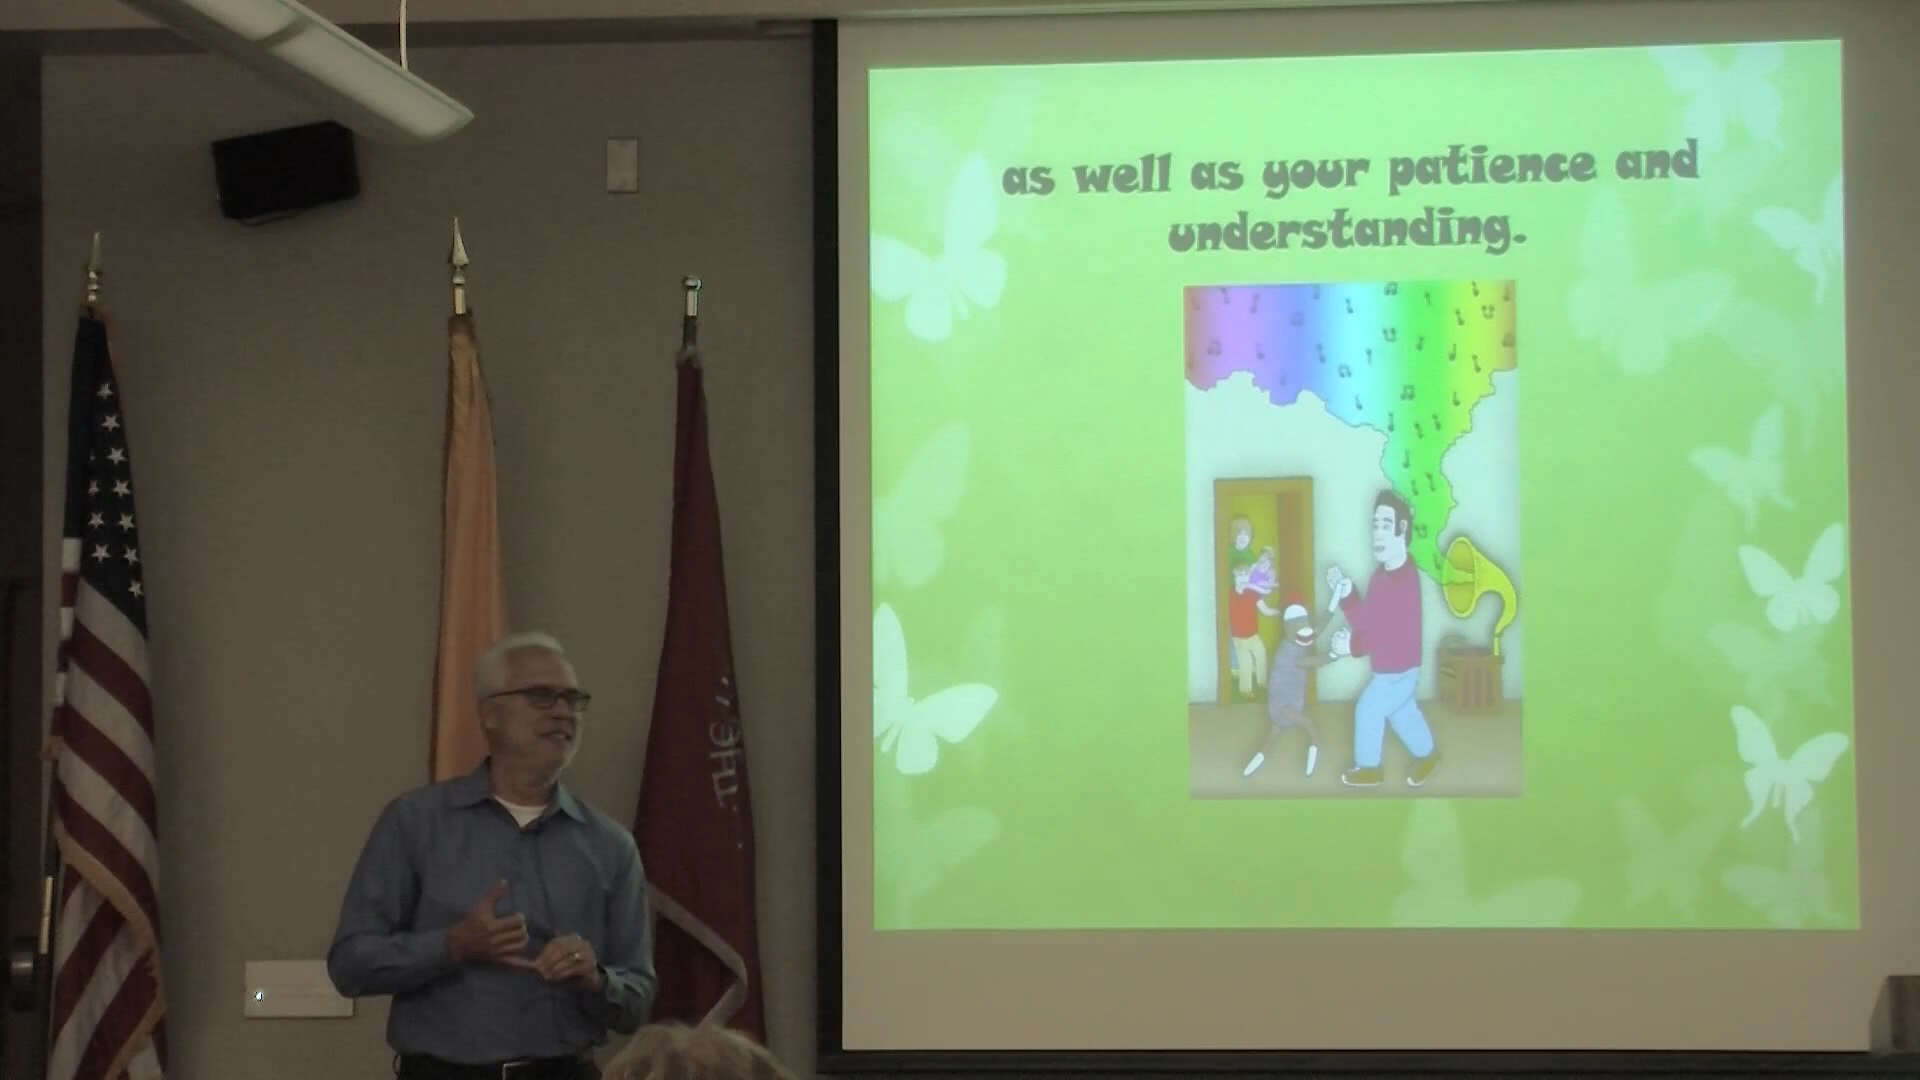 as well as your patience and
understanding.